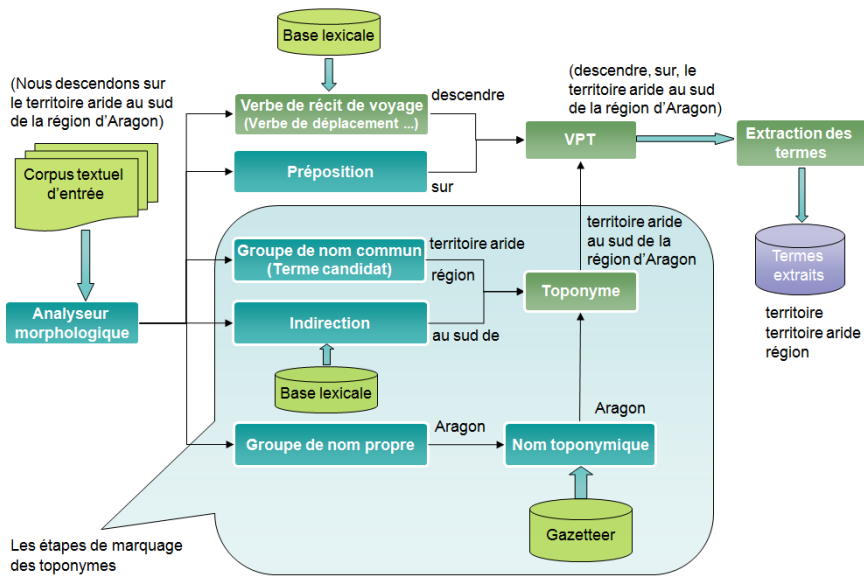 Base lexicale
(Nous descendons sur
le territoire aride au sud
de la région d'Aragon)
Corpus textuel
d'entrée
Analyseur
morphologique
Verbe de récit de voyage
(Verbe de déplacement ...)
descendre
Préposition
sur
VPT
(descendre, sur, le
territoire aride au sud
de la région d'Aragon)
Extraction des
termes
Termes
extraits
territoire
territoire aride
région
Groupe de nom commun
(Terme candidat)
territoire aride
région
Indirection
au sud de
Base lexicale
Toponyme
territoire aride
au sud de la
région d'Aragon
Groupe de nom propre
Aragon
Nom toponymique
Aragon
Gazetteer
Les étapes de marquage
des toponymes